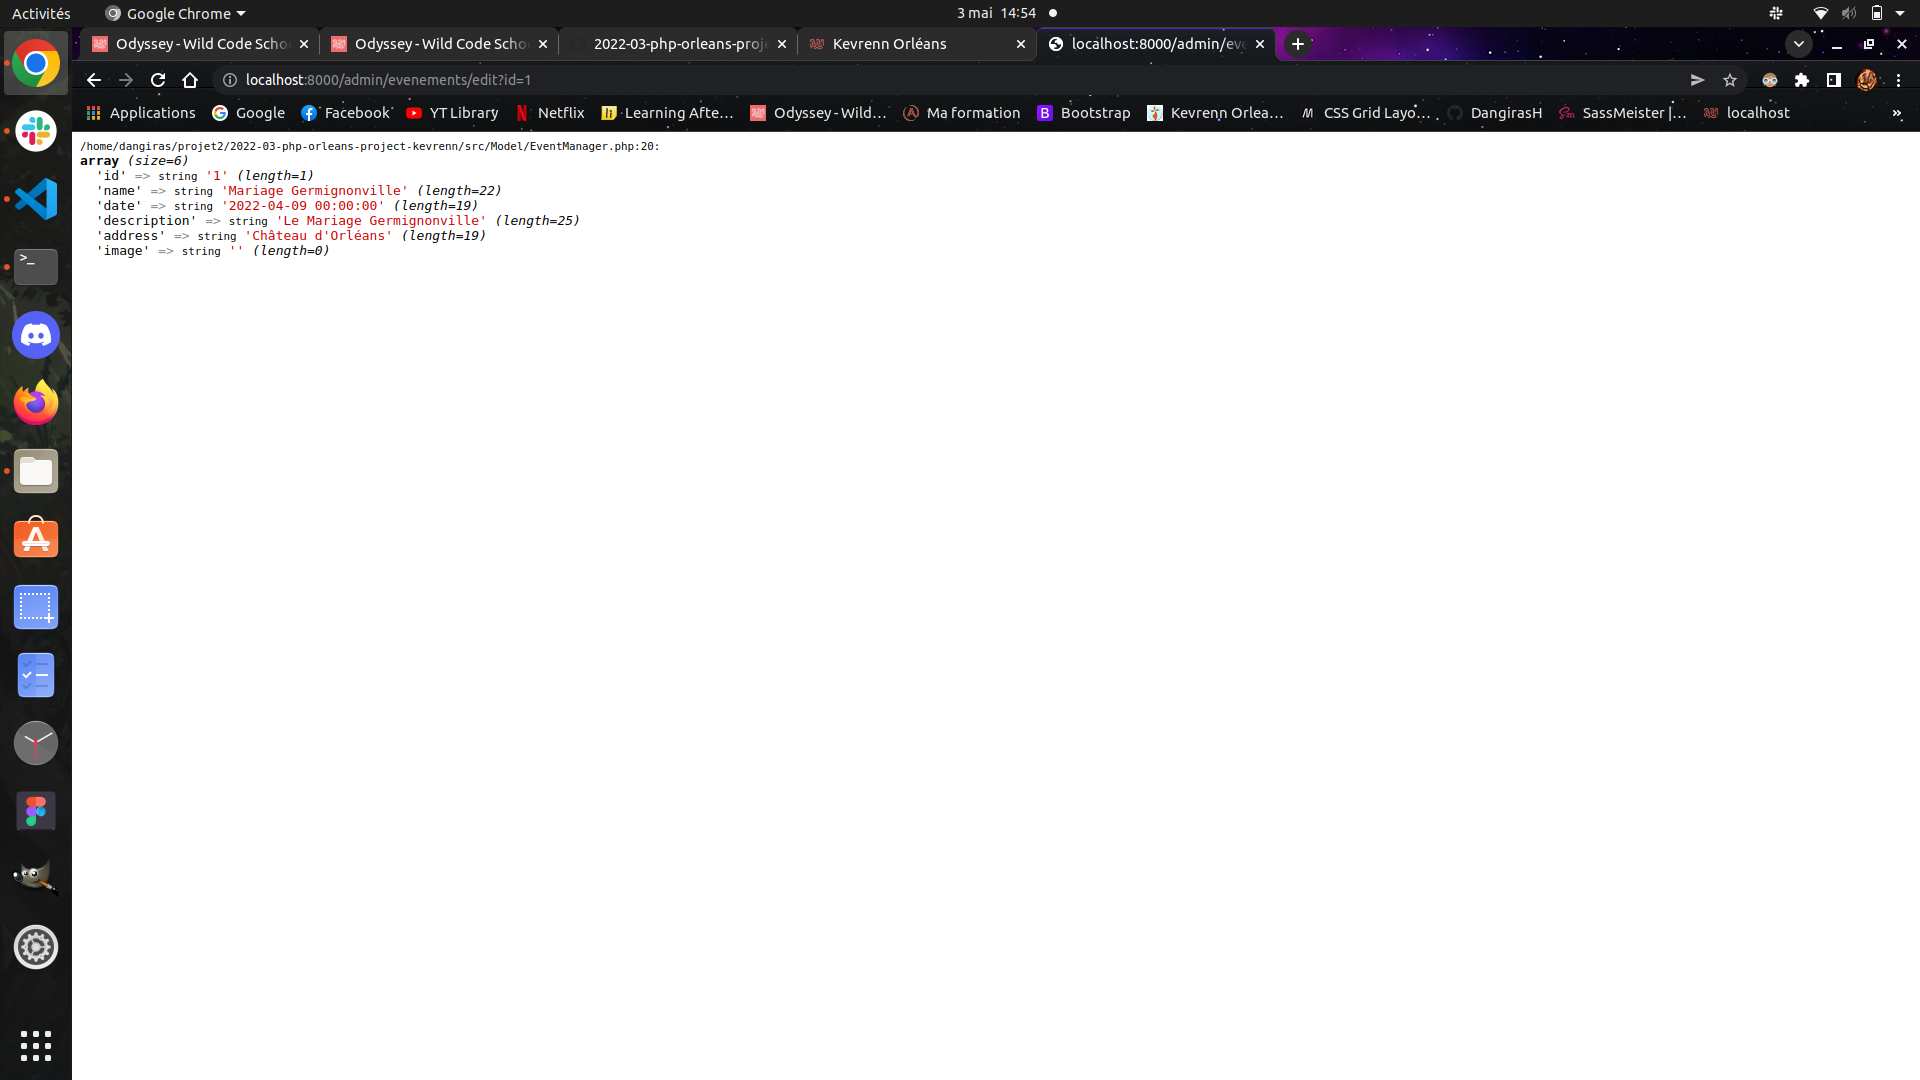 Activités
Google Chrome
3 mai 14:54
Odyssey - Wild Code Scho
Odyssey - Wild Code Scho
2022-03-php-orleans-proj
Kevrenn Orléans
localhost:8000/admin/eve
localhost:8000/admin/evenements/edit?id=1
Applications
Google
Facebook
YT Library
Netflix
Learning Afte…
Odyssey - Wild…
Ma formation
Bootstrap
Kevrenn Orlea…
CSS Grid Layo…
DangirasH
SassMeister |…
localhost
»
/home/dangiras/projet2/2022-03-php-orleans-project-kevrenn/src/Model/EventManager.php:20:
array (size=6)
'id' => string '1' (length=1)
'name' => string 'Mariage Germignonville' (length=22)
'date' => string '2022-04-09 00:00:00' (length=19)
'description' => string 'Le Mariage Germignonville' (length=25)
'address' => string 'Château d'Orléans' (length=19)
'image' => string '' (length=0)